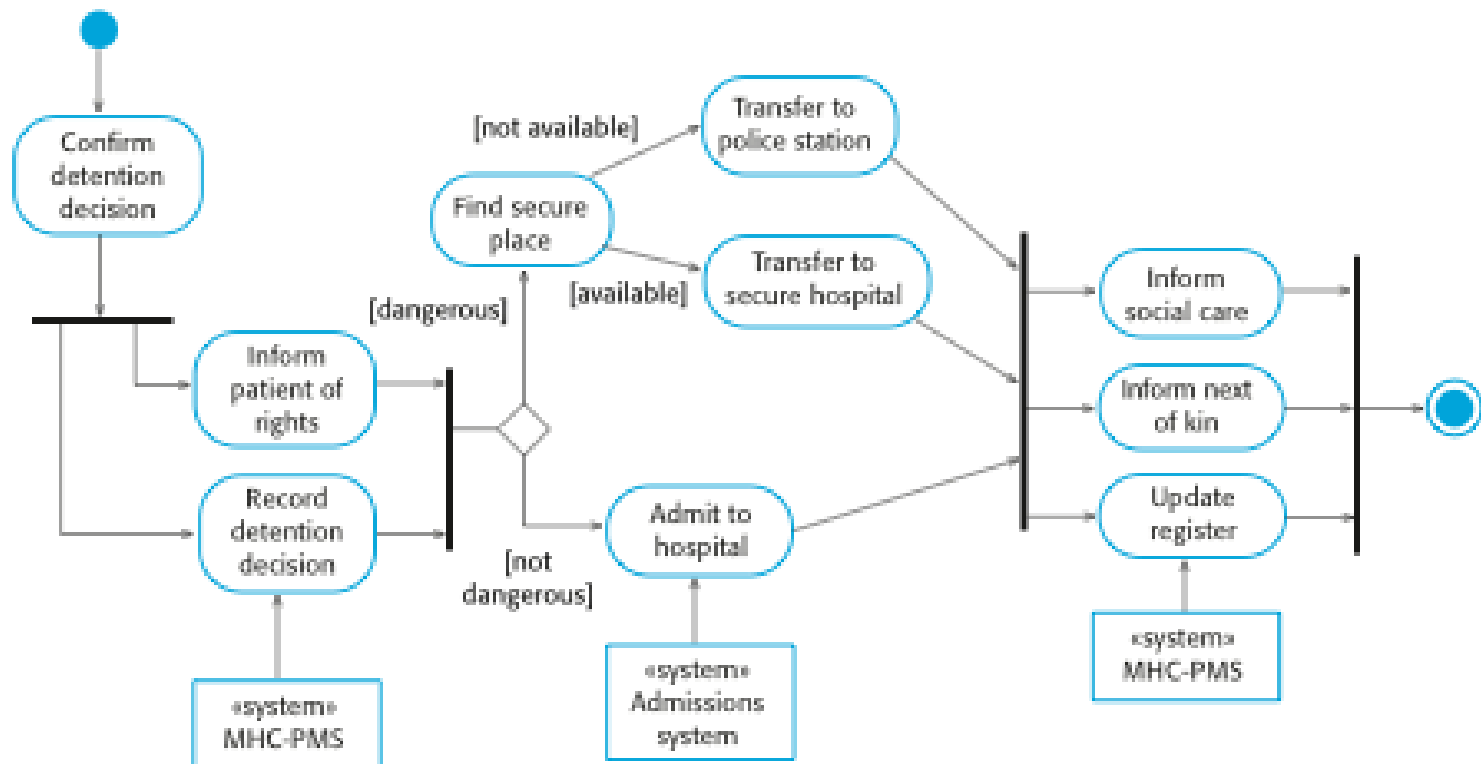 Confirm
detention
decision
Inform
patient of
rights
Record
detention
decision
«system»
MHC-PMS
[dangerous]
[not
dangerous]
Find secure
place
[not available]
[available]
Transfer to
police station
Transfer to
secure hospital
Admit to
hospital
«system»
Admissions
system
Inform
social care
Inform next
of kin
Update
register
«system»
MHC-PMS